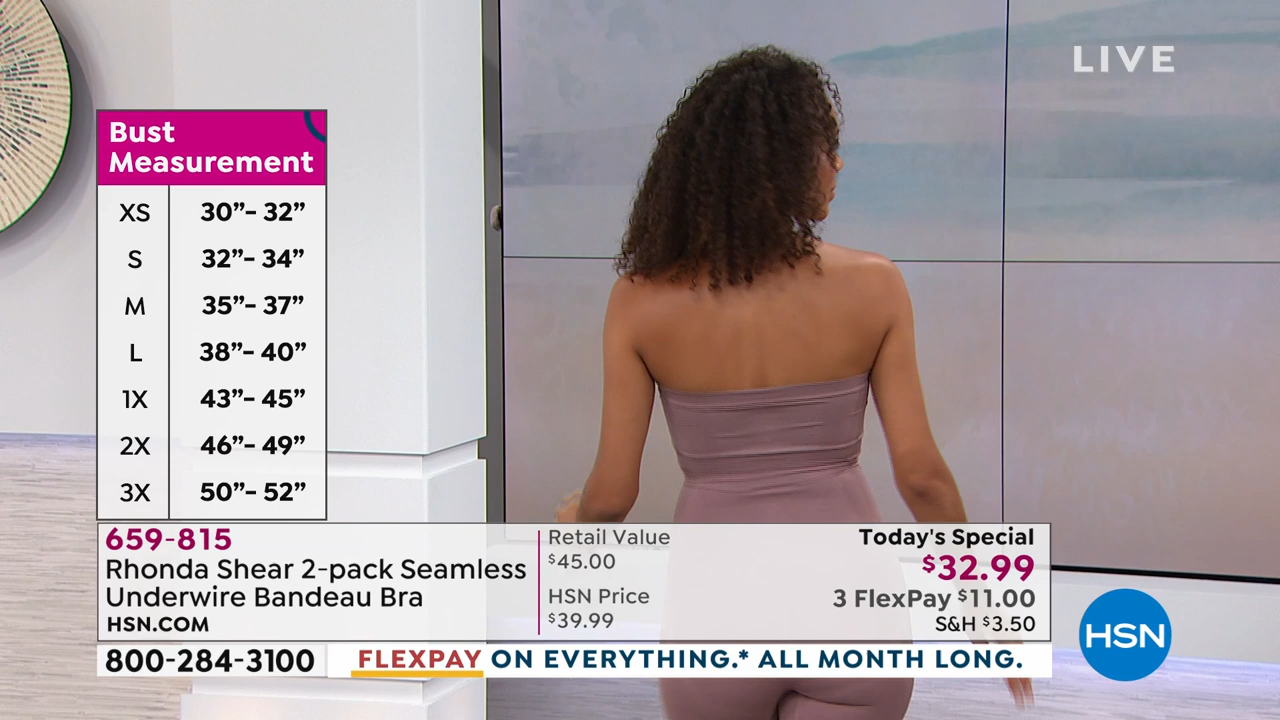 LIVE
Bust
Measurement
XS 30”- 32”
S 32”- 34”
M 35”- 37”
L 38”- 40”
1X 43”- 45”
2X 46”- 49”
3X 50”- 52”
659-815
Rhonda Shear 2-pack Seamless
Underwire Bandeau Bra
HSN.COM
Retail Value
$45.00
HSN Price
$39.99
Today's Special
$32.99
3 FlexPay $11.00
S&H $3.50
HSN
800-284-3100
FLEXPAY ON EVERYTHING.* ALL MONTH LONG.